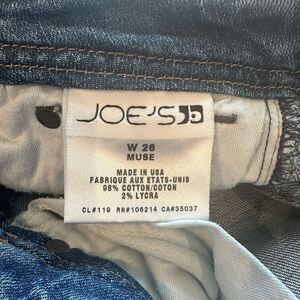 JOE'S
W 26
MUSE
MADE IN USA
FABRIQUE AUX ETATS-UNIS
98% COTTON/COTON
2% LYCRA
CL#119 RN#106214 CA#35037